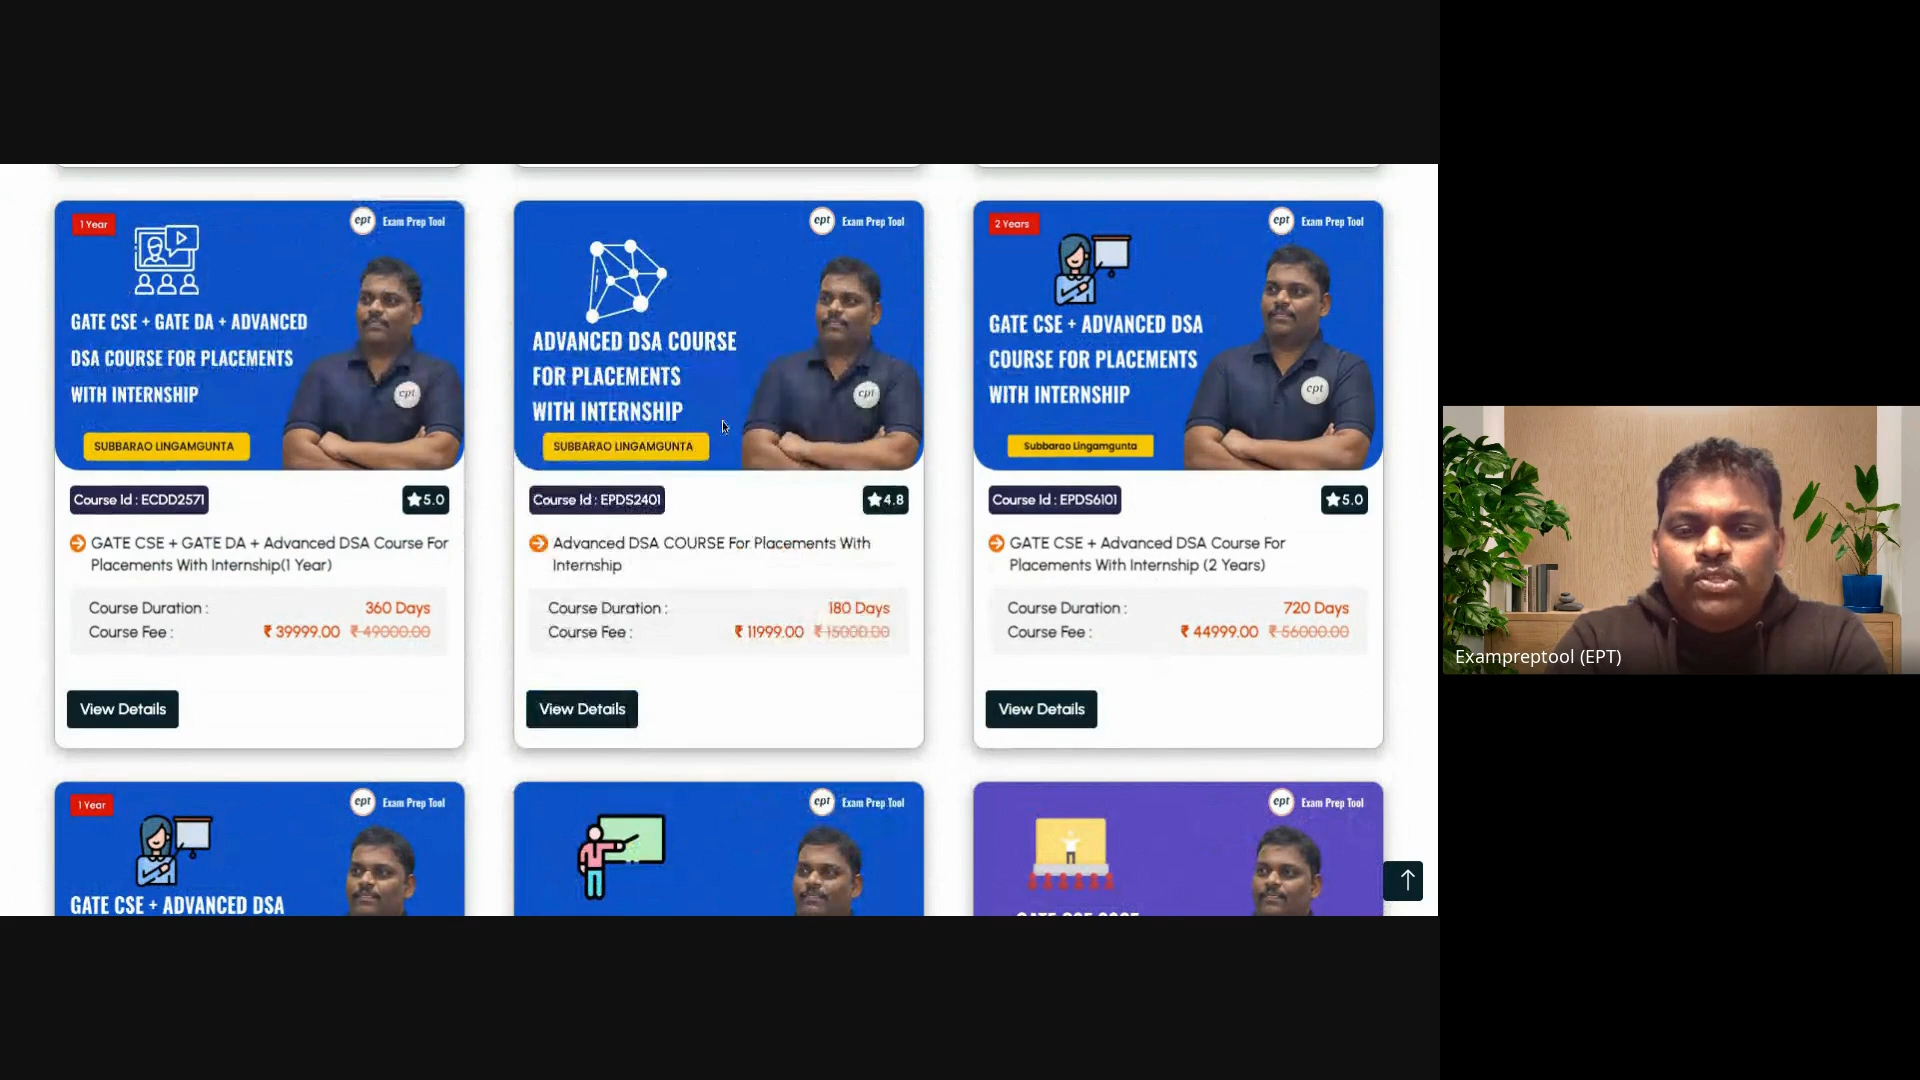 1 Year
ept Exam Prep Tool
GATE CSE + GATE DA + ADVANCED
DSA COURSE FOR PLACEMENTS
WITH INTERNSHIP
ept
SUBBARAO LINGAMGUNTA
Course Id : ECDD2571
5.0
GATE CSE + GATE DA + Advanced DSA Course For
Placements With Internship(1 Year)
Course Duration : 360 Days
Course Fee : ₹ 39999.00 ₹ 49000.00
View Details
ept Exam Prep Tool
ADVANCED DSA COURSE
FOR PLACEMENTS
WITH INTERNSHIP
ept
SUBBARAO LINGAMGUNTA
Course Id : EPDS2401
4.8
Advanced DSA COURSE For Placements With
Internship
Course Duration : 180 Days
Course Fee : ₹ 11999.00 ₹ 15000.00
View Details
2 Years
ept Exam Prep Tool
GATE CSE + ADVANCED DSA
COURSE FOR PLACEMENTS
WITH INTERNSHIP
ept
Subbarao Lingamgunta
Course Id : EPDS6101
5.0
GATE CSE + Advanced DSA Course For
Placements With Internship (2 Years)
Course Duration : 720 Days
Course Fee : ₹ 44999.00 ₹ 56000.00
View Details
1 Year
ept Exam Prep Tool
GATE CSE + ADVANCED DSA
ept Exam Prep Tool
ept Exam Prep Tool
Exampreptool (EPT)